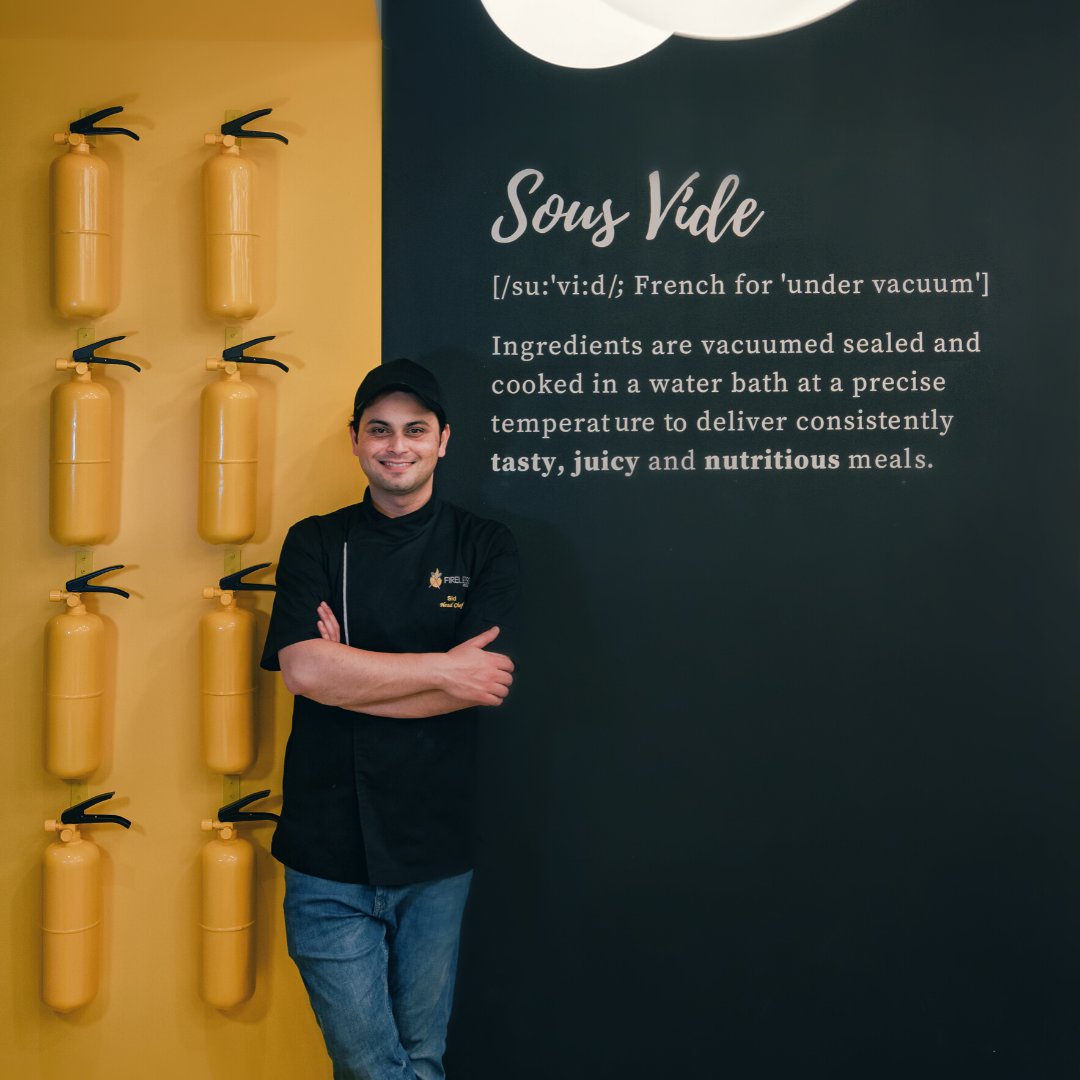 Sous Vide
[/su:'vi:d/; French for 'under vacuum']
Ingredients are vacuumed sealed and
cooked in a water bath at a precise
temperature to deliver consistently
tasty, juicy and nutritious meals.
Sid
Head Chef